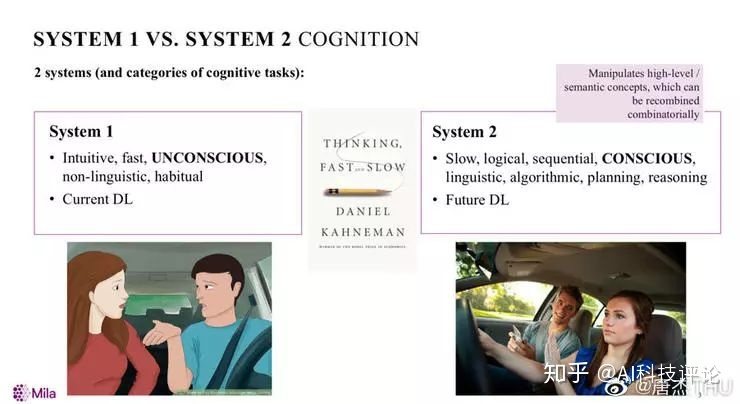 SYSTEM 1 VS. SYSTEM 2 COGNITION
2 systems (and categories of cognitive tasks):
Manipulates high-level /
semantic concepts, which can
be recombined
combinatorially
System 1
• Intuitive, fast, UNCONSCIOUS,
non-linguistic, habitual
• Current DL
THINKING,
FAST AND SLOW
DANIEL
KAHNEMAN
WINNER OF THE NOBEL PRIZE IN ECONOMICS
System 2
• Slow, logical, sequential, CONSCIOUS,
linguistic, algorithmic, planning, reasoning
• Future DL
Mila
知乎 @AI科技评论
@唐杰THU